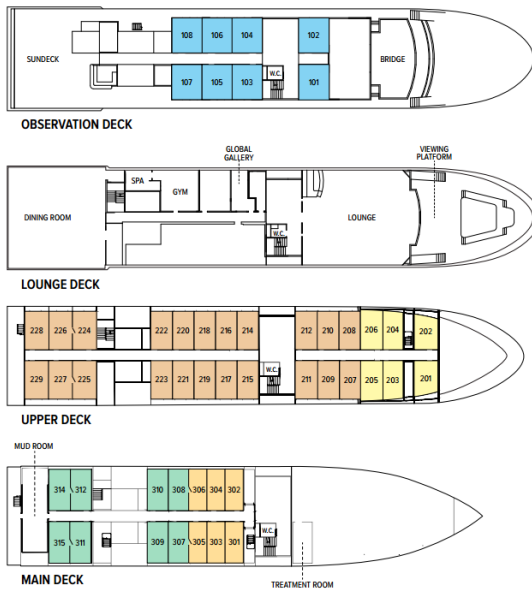 108 106 104 102
SUNDECK
W.C.
BRIDGE
107 105 103 101
OBSERVATION DECK
GLOBAL
GALLERY
VIEWING
PLATFORM
SPA
GYM
DINING ROOM
LOUNGE
W.C.
LOUNGE DECK
228 226 224 222 220 218 216 214 212 210 208 206 204 202
W.C.
229 227 225 223 221 219 217 215 211 209 207 205 203 201
UPPER DECK
MUD ROOM
314 312 310 308 306 304 302
W.C.
315 311 309 307 305 303 301
MAIN DECK
TREATMENT ROOM